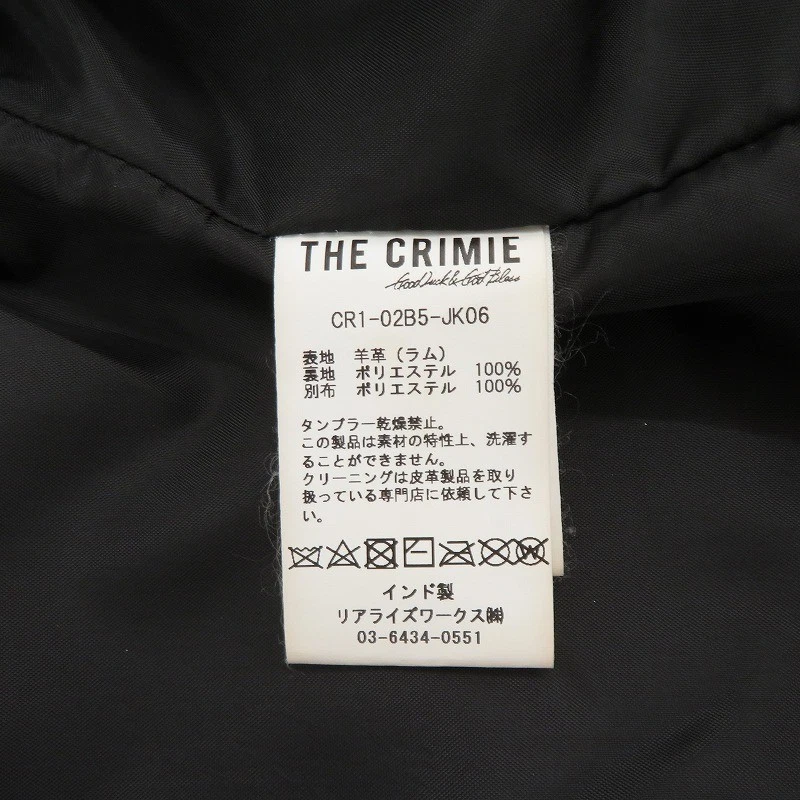 THE CRIMIE
Good Luck & God Bless
CR1-02B5-JK06
表地 羊革（ラム）
裏地 ポリエステル 100%
別布 ポリエステル 100%
タンブラー乾燥禁止。
この製品は素材の特性上、洗濯す
ることができません。
クリーニングは皮革製品を取り
扱っている専門店に依頼して下さ
い。
インド製
リアライズワークス㈱
03-6434-0551